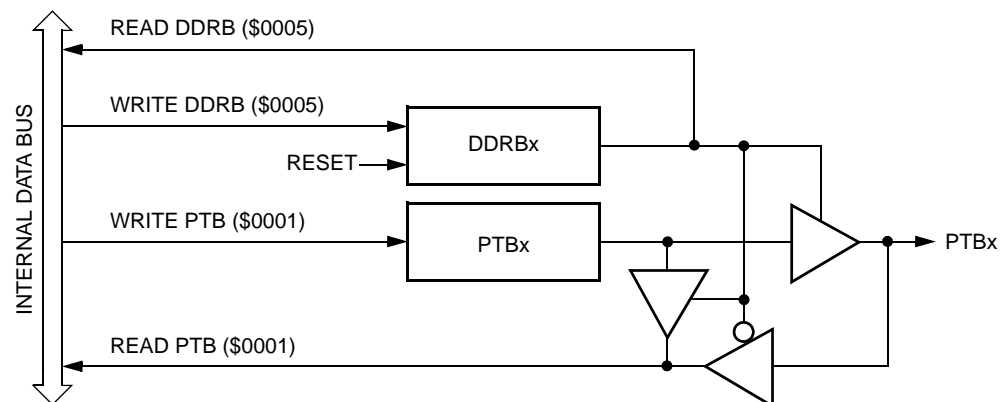 READ DDRB ($0005)
WRITE DDRB ($0005)
DDRBx
RESET
INTERNAL DATA BUS
WRITE PTB ($0001)
PTBx
PTBx
READ PTB ($0001)